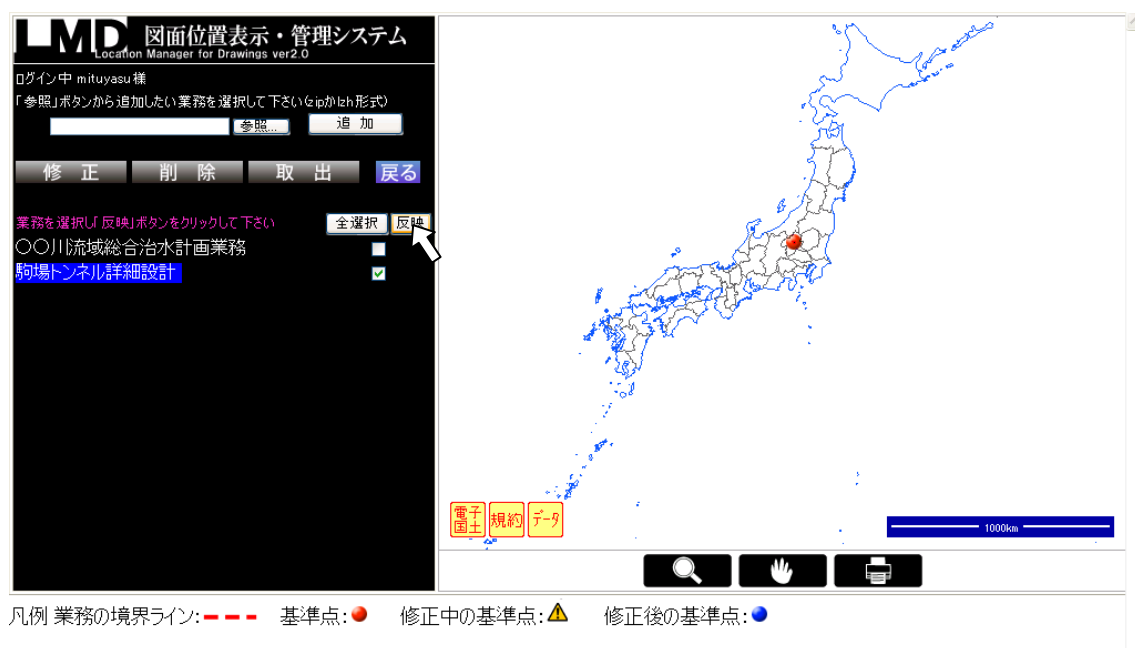 LMD 図面位置表示・管理システム
Location Manager for Drawings ver2.0
ログイン中 mituyasu 様
「参照」ボタンから追加したい業務を選択して下さい(zipかlzh形式)
参照... 追 加
修 正 削 除 取 出 戻る
業務を選択し「反映」ボタンをクリックして下さい 全選択 反映
〇〇川流域総合治水計画業務
駒場トンネル詳細設計
電子国土 規約 データ
1000km
凡例 業務の境界ライン: 基準点: 修正中の基準点: 修正後の基準点: